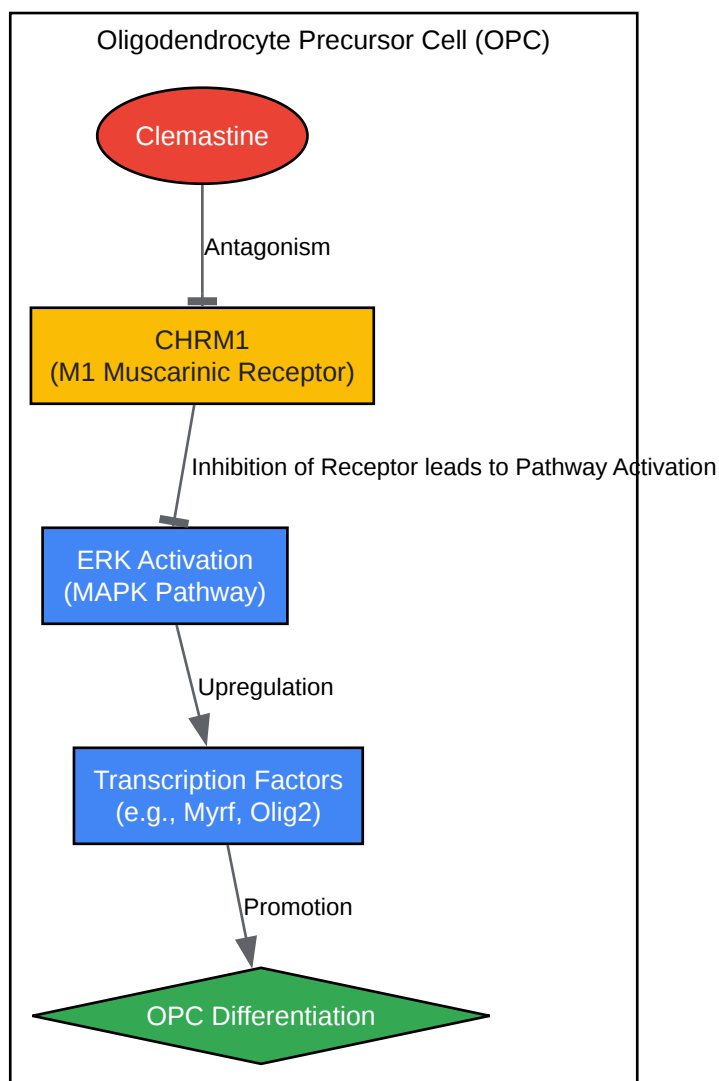 Oligodendrocyte Precursor Cell (OPC)
Clemastine
Antagonism
CHRM1
(M1 Muscarinic Receptor)
Inhibition of Receptor leads to Pathway Activation
ERK Activation
(MAPK Pathway)
Upregulation
Transcription Factors
(e.g., Myrf, Olig2)
Promotion
OPC Differentiation